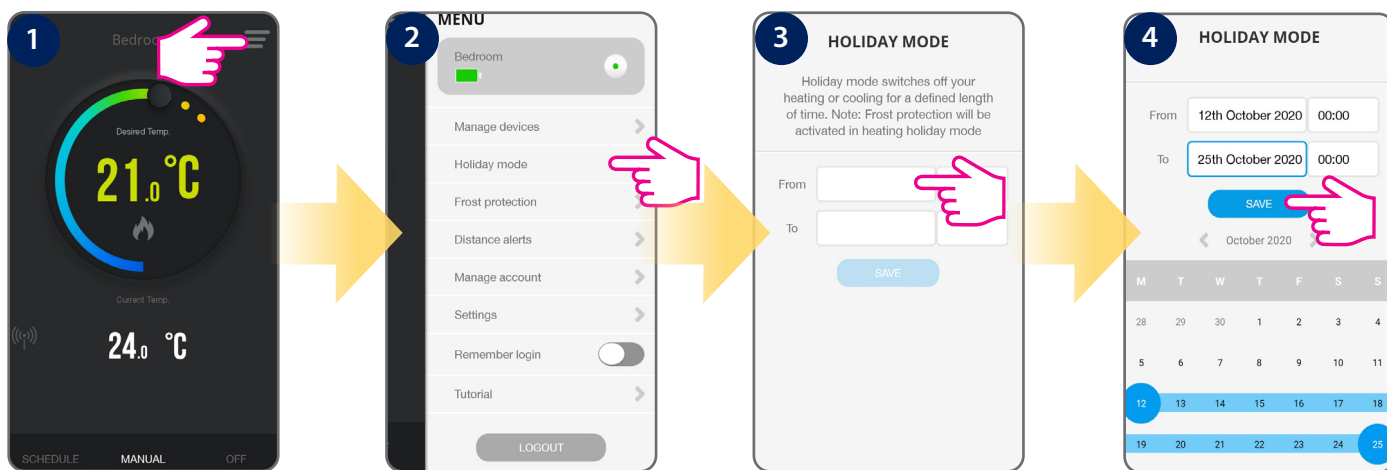 1
Bedroo
Desired Temp.
21.0 °C
Current Temp.
24.0 °C
SCHEDULE MANUAL OFF
2
MENU
Bedroom
Manage devices
Holiday mode
Frost protection
Distance alerts
Manage account
Settings
Remember login
Tutorial
LOGOUT
3
HOLIDAY MODE
Holiday mode switches off your
heating or cooling for a defined length
of time. Note: Frost protection will be
activated in heating holiday mode
From
To
SAVE
4
HOLIDAY MODE
From 12th October 2020 00:00
To 25th October 2020 00:00
SAVE
October 2020
M T W T F S S
28 29 30 1 2 3 4
5 6 7 8 9 10 11
12 13 14 15 16 17 18
19 20 21 22 23 24 25